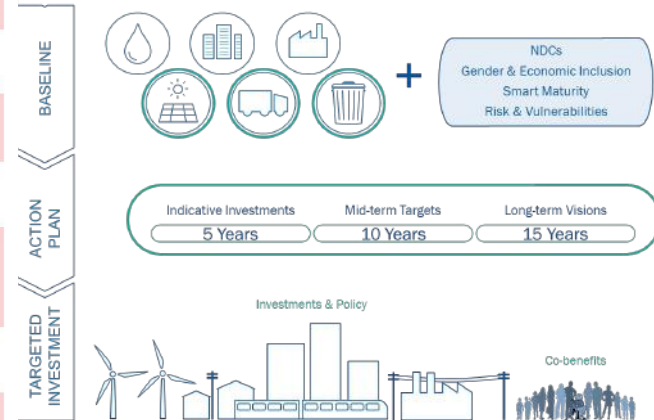 BASELINE
NDCs
Gender & Economic Inclusion
Smart Maturity
Risk & Vulnerabilities
ACTION
PLAN
Indicative Investments
Mid-term Targets
Long-term Visions
5 Years
10 Years
15 Years
TARGETED
INVESTMENT
Investments & Policy
Co-benefits